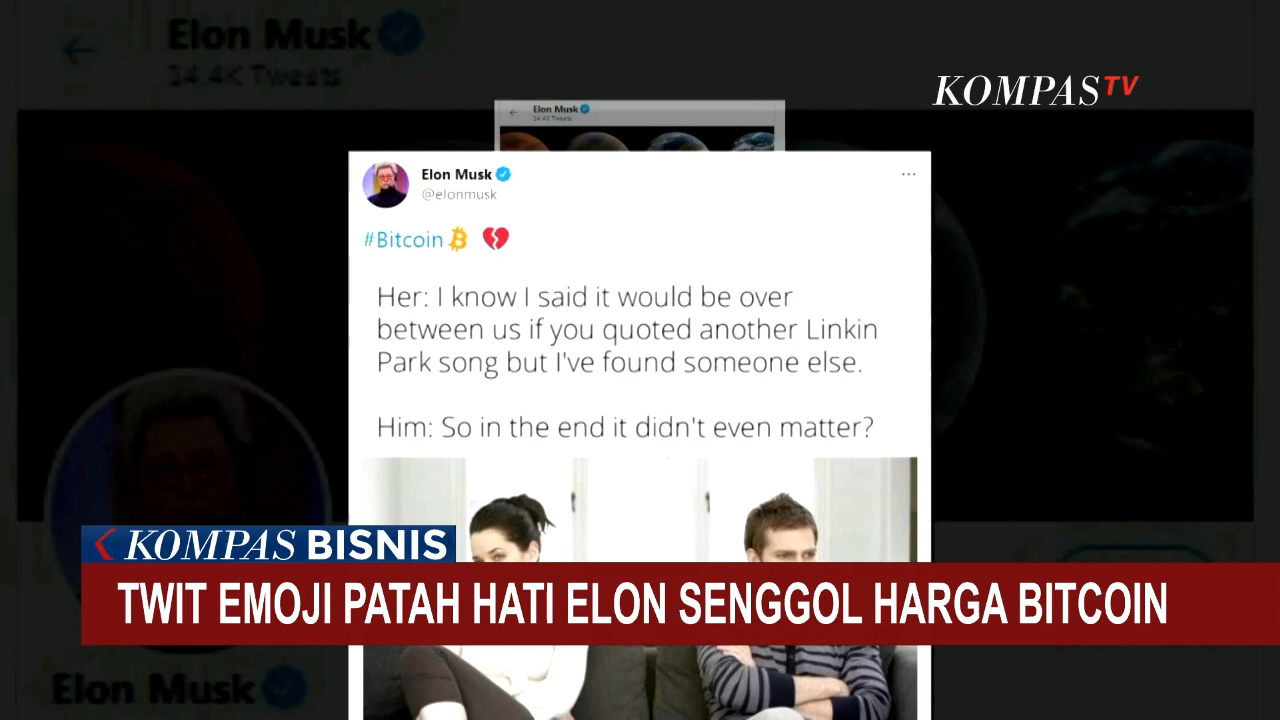 Elon Musk
14.4K Tweets
KOMPASTV
Elon Musk
14.4K Tweets
Elon Musk
@elonmusk
#Bitcoin
Her: I know I said it would be over
between us if you quoted another Linkin
Park song but I've found someone else.
Him: So in the end it didn't even matter?
KOMPAS BISNIS
TWIT EMOJI PATAH HATI ELON SENGGOL HARGA BITCOIN
Elon Musk